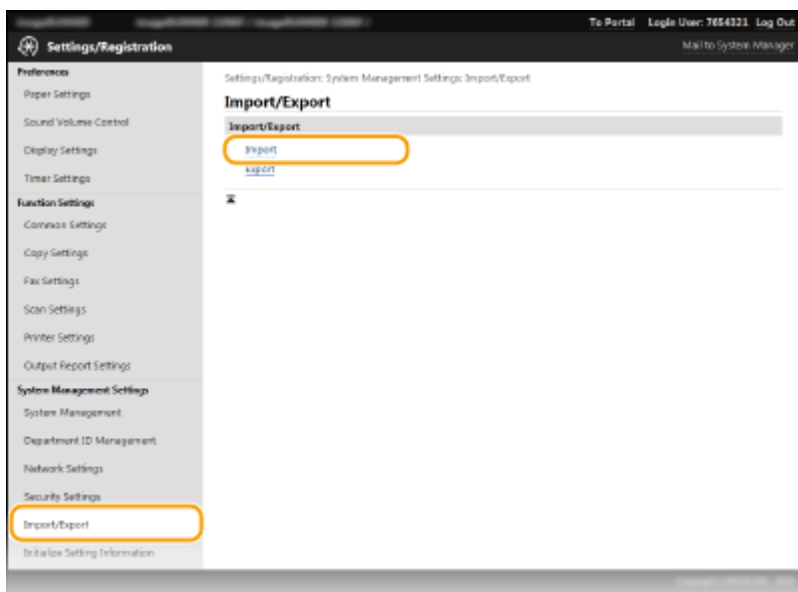 To Portal Login User: 7654321 Log Out
Settings/Registration
Mail to System Manager
Preferences
Paper Settings
Sound Volume Control
Display Settings
Timer Settings
Function Settings
Common Settings
Copy Settings
Fax Settings
Scan Settings
Printer Settings
Output Report Settings
System Management Settings
System Management
Department ID Management
Network Settings
Security Settings
Import/Export
Initialize Setting Information
Settings/Registration: System Management Settings: Import/Export
Import/Export
Import/Export
Import
Export